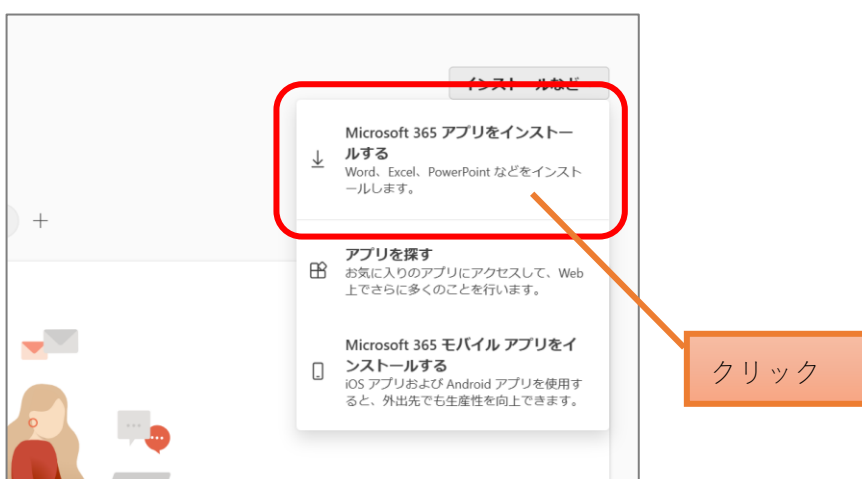 インストールなど
Microsoft 365 アプリをインストー
ルする
Word、Excel、PowerPoint などをインスト
ールします。
アプリを探す
お気に入りのアプリにアクセスして、Web
上でさらに多くのことを行います。
Microsoft 365 モバイル アプリをイ
ンストールする
iOS アプリおよび Android アプリを使用す
ると、外出先でも生産性を向上できます。
クリック